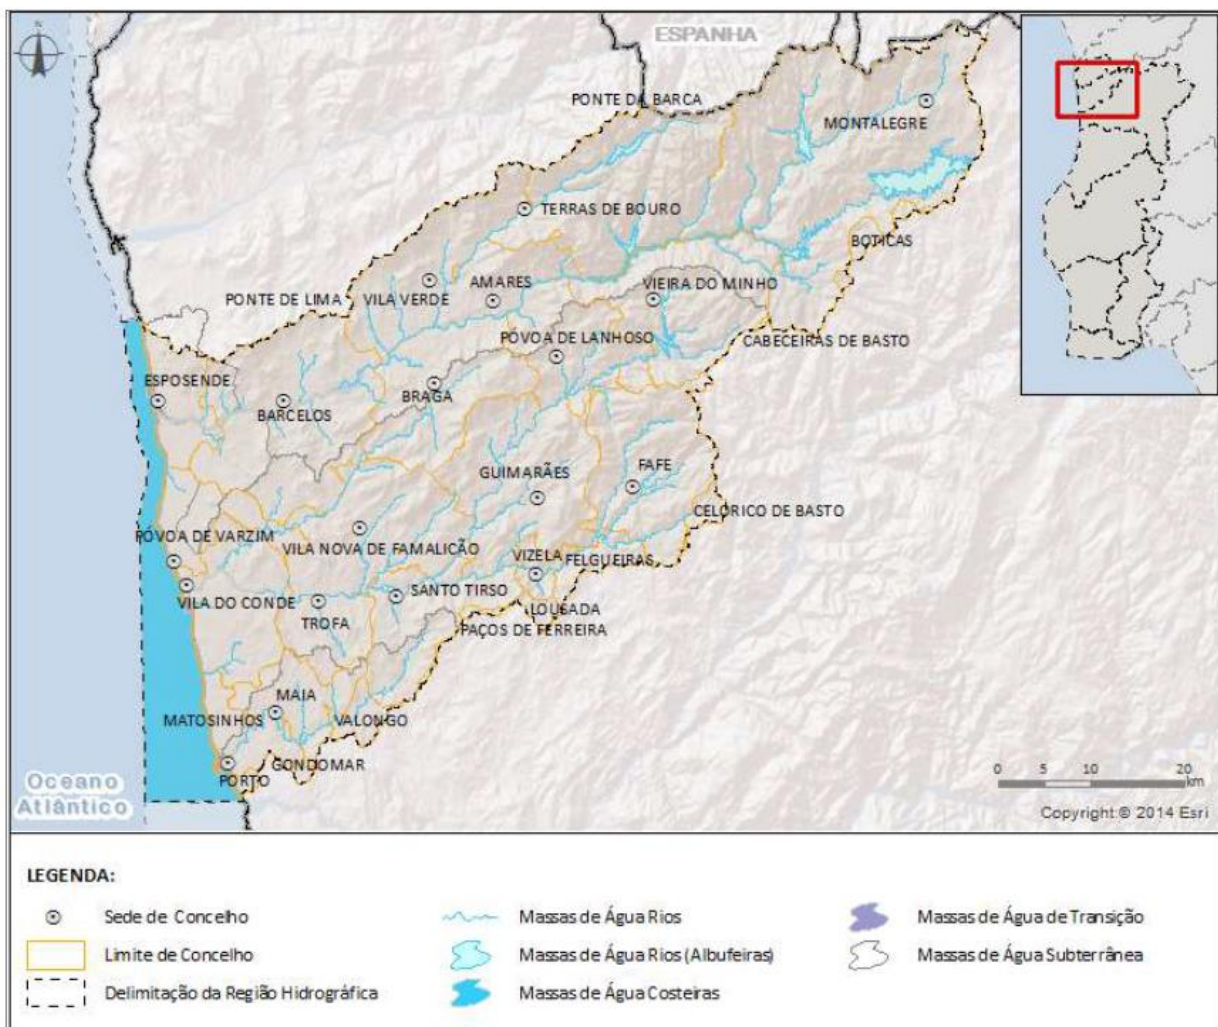 N
ESPANHA
PONTE DA BARCA
MONTALEGRE
TERRAS DE BOURO
BOTICAS
AMARES
VIEIRA DO MINHO
PONTE DE LIMA
VILA VERDE
PÓVOA DE LANHOSO
CABECEIRAS DE BASTO
ESPOSENDE
BRAGA
BARCELOS
GUIMARÃES
FAFE
CELORICO DE BASTO
PÓVOA DE VARZIM
VILA NOVA DE FAMALICÃO
VIZELA
FELGUEIRAS
SANTO TIRSO
VILA DO CONDE
LOUSADA
TROFA
PAÇOS DE FERREIRA
MAIA
MATOSINHOS
VALONGO
GONDOMAR
PORTO
Oceano
Atlântico
0 5 10 20
km
Copyright:© 2014 Esri
LEGENDA:
Sede de Concelho
Massas de Água Rios
Massas de Água de Transição
Limite de Concelho
Massas de Água Rios (Albufeiras)
Massas de Água Subterrânea
Delimitação da Região Hidrográfica
Massas de Água Costeiras